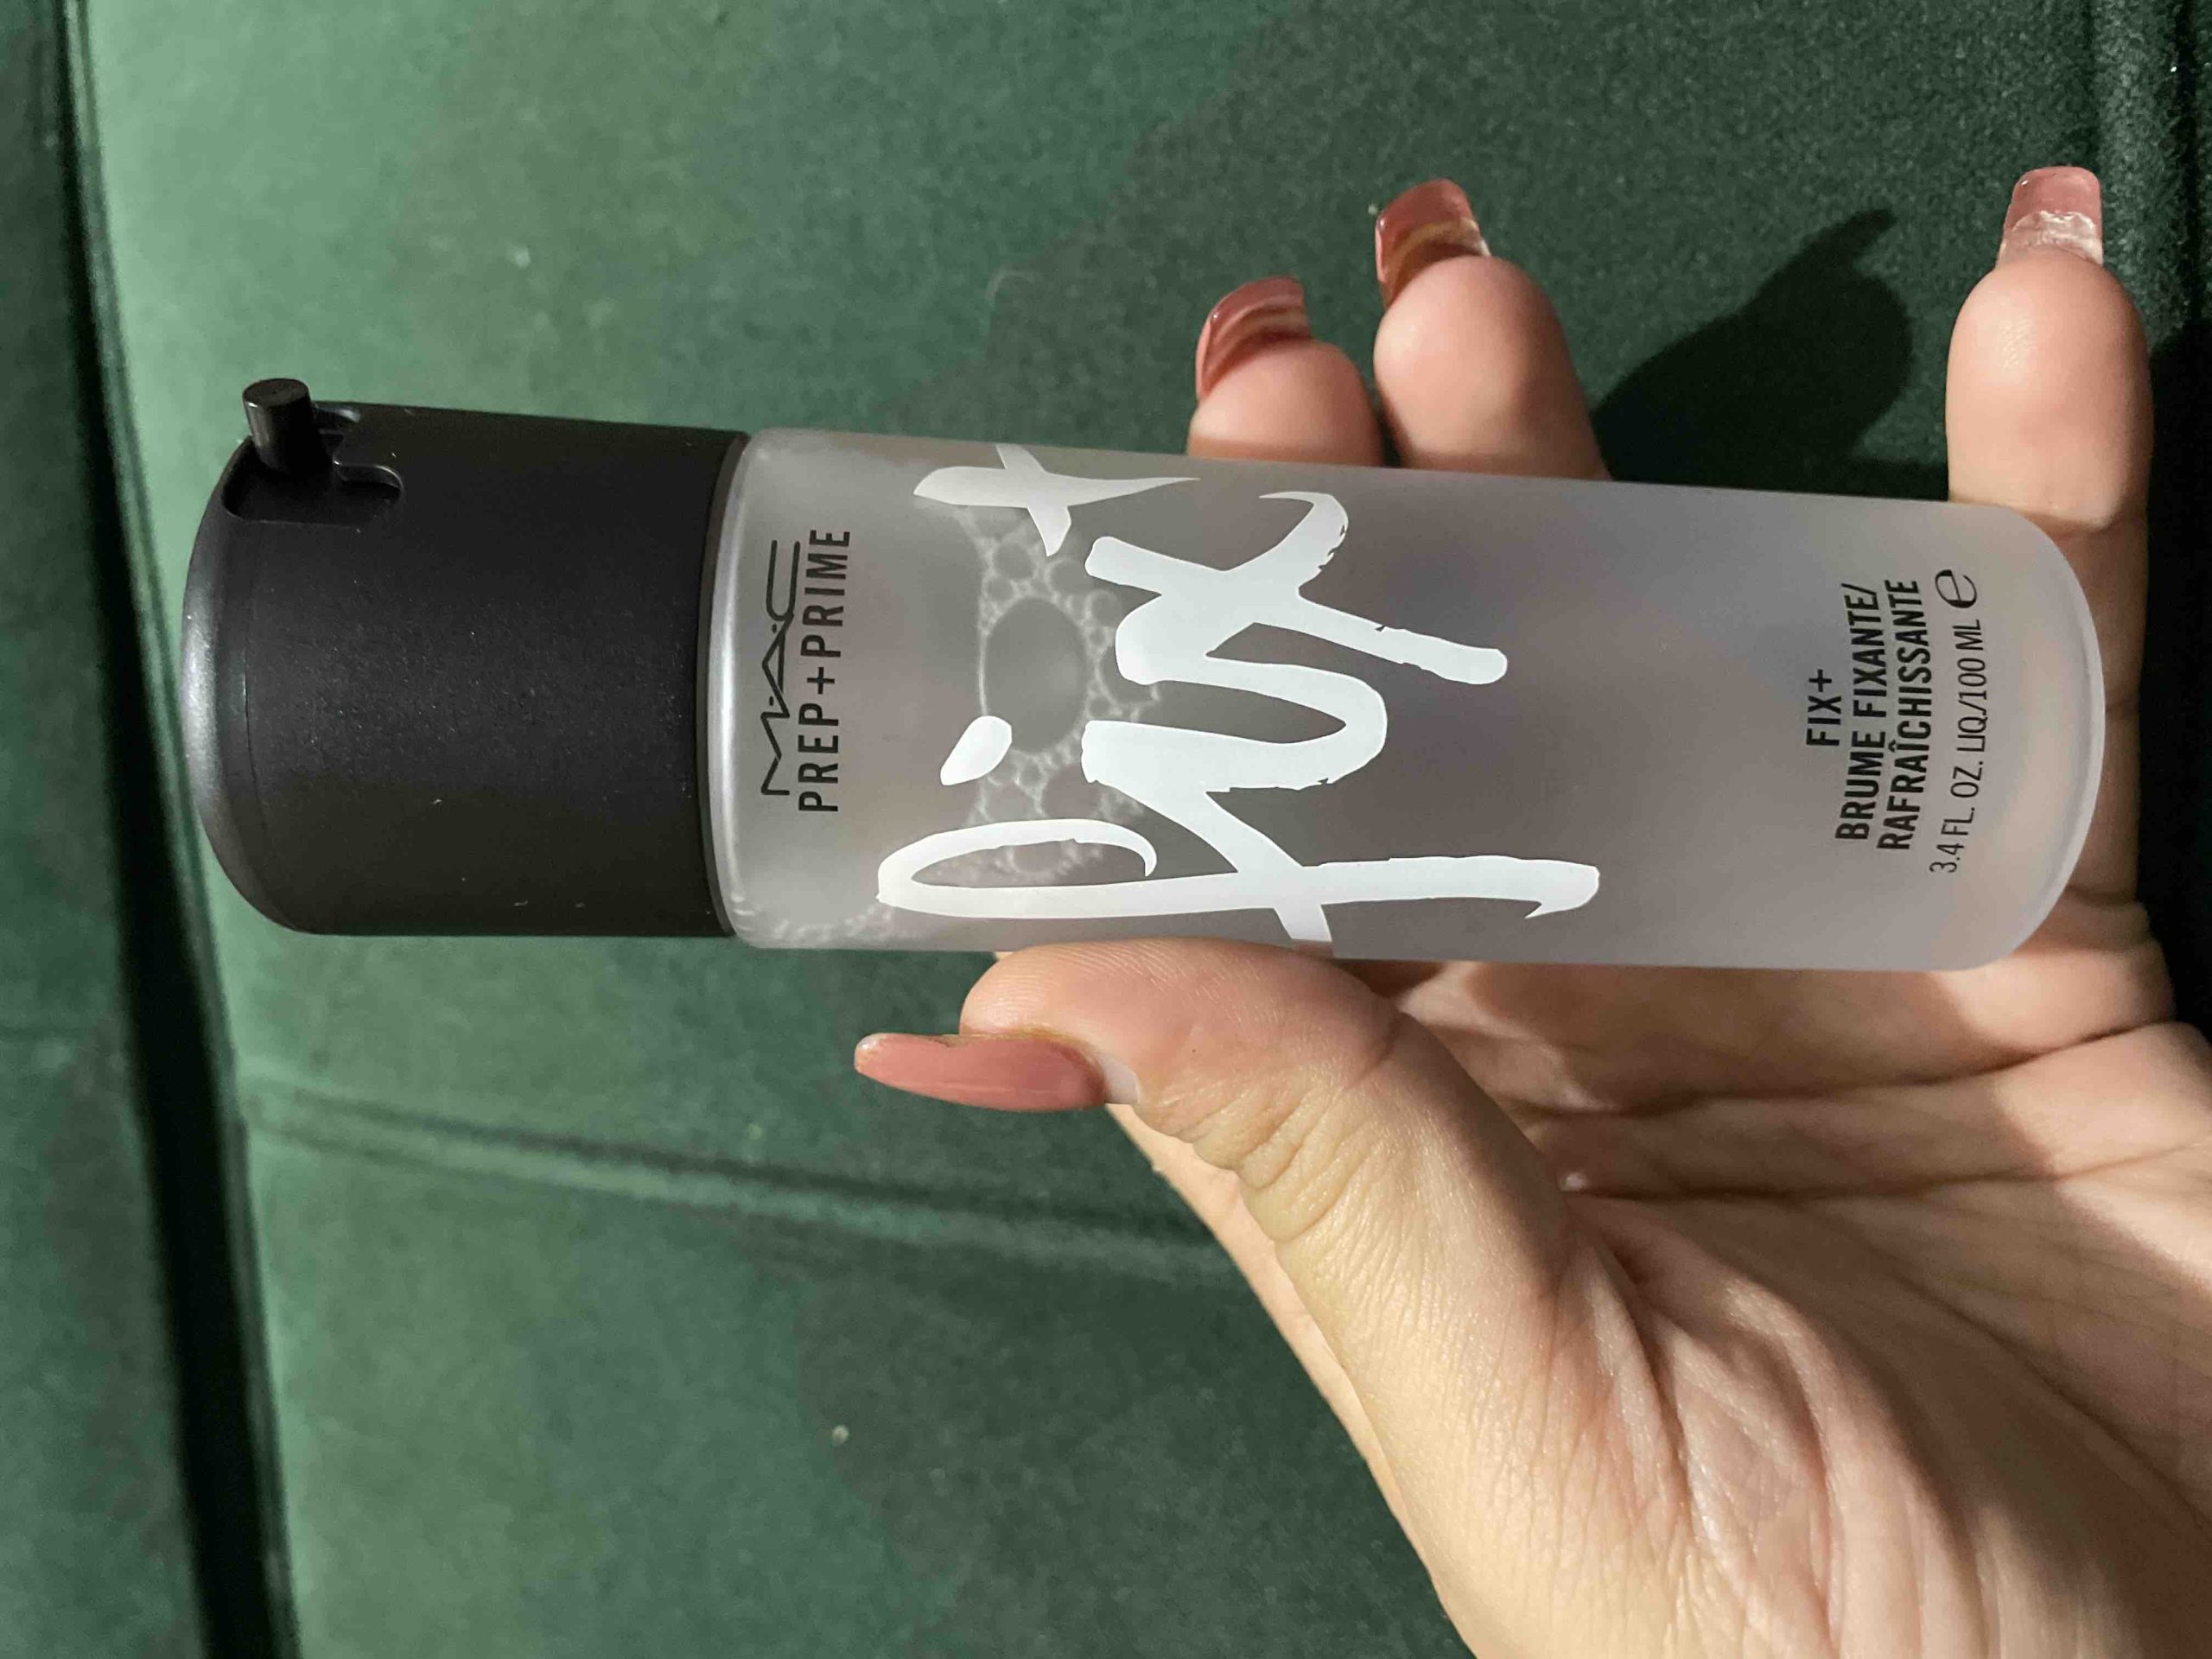 MAC
PREP+PRIME
fix+
FIX+
BRUME FIXANTE/
RAFRAÎCHISSANTE
3.4 FL. OZ. LIQ./100 ML ℮